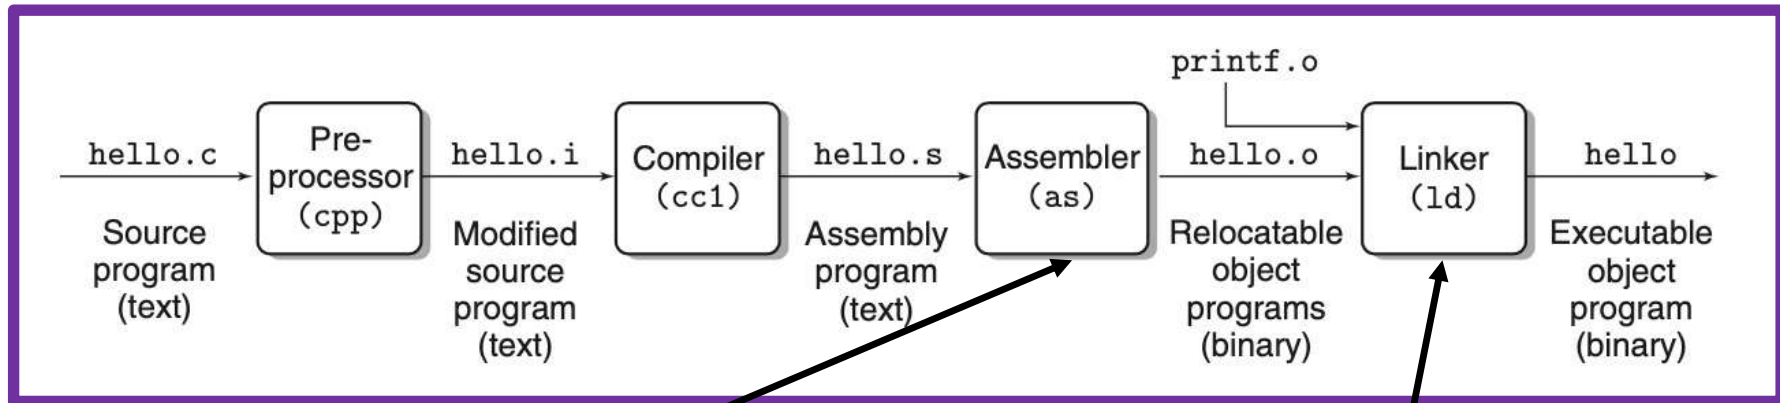 printf.o
hello.c
Pre-
processor
(cpp)
hello.i
Compiler
(cc1)
hello.s
Assembler
(as)
hello.o
Linker
(ld)
hello
Source
program
(text)
Modified
source
program
(text)
Assembly
program
(text)
Relocatable
object
programs
(binary)
Executable
object
program
(binary)